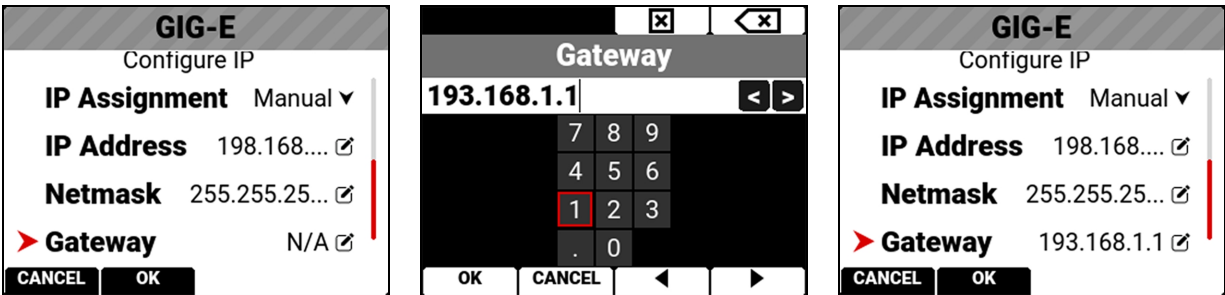 GIG-E
Configure IP
IP Assignment Manual
IP Address 198.168....
Netmask 255.255.25...
Gateway N/A
CANCEL OK
Gateway
193.168.1.1
< >
7 8 9
4 5 6
1 2 3
. 0
OK CANCEL
GIG-E
Configure IP
IP Assignment Manual
IP Address 198.168....
Netmask 255.255.25...
Gateway 193.168.1.1
CANCEL OK